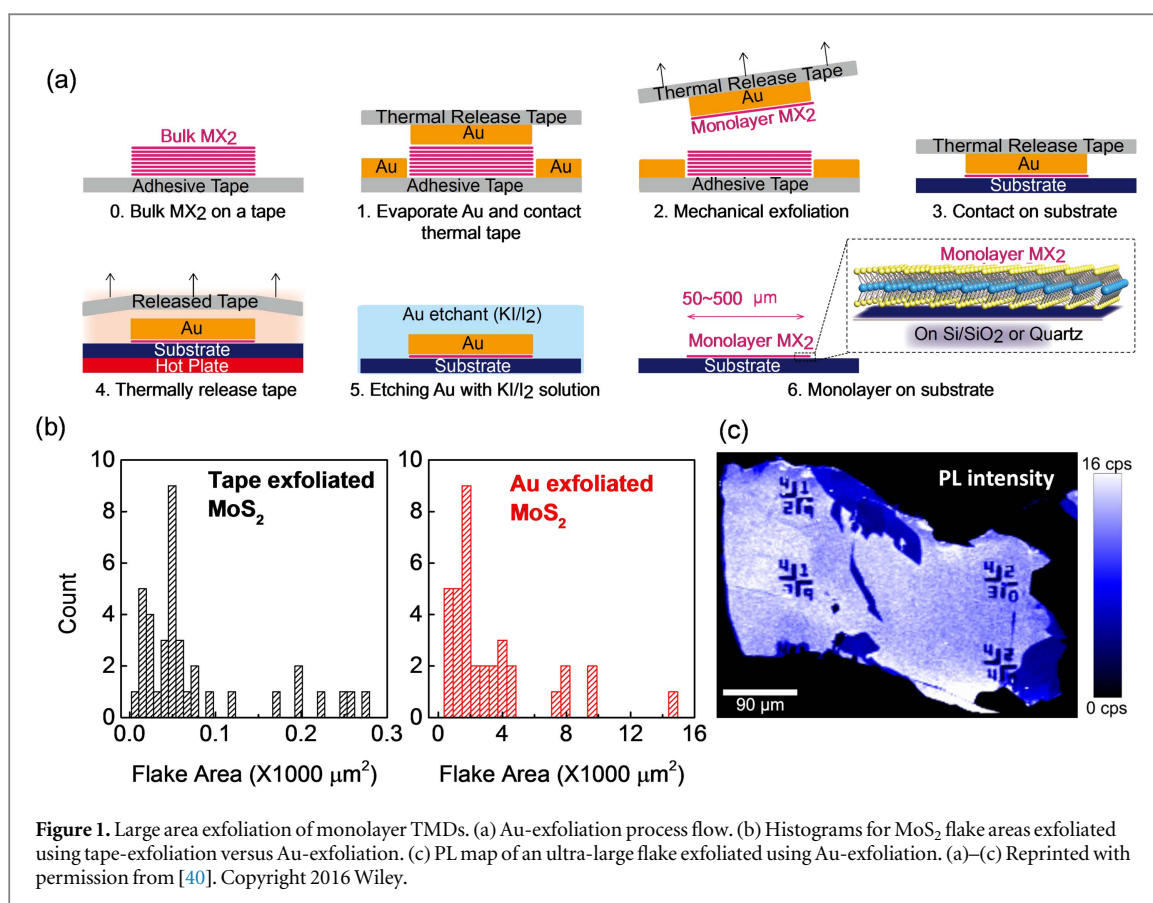 (a)
Bulk MX2
Adhesive Tape
0. Bulk MX2 on a tape
Thermal Release Tape
Au
Au
Au
Adhesive Tape
1. Evaporate Au and contact
thermal tape
Thermal Release Tape
Au
Monolayer MX2
Adhesive Tape
2. Mechanical exfoliation
Thermal Release Tape
Au
Substrate
3. Contact on substrate
Released Tape
Au
Substrate
Hot Plate
4. Thermally release tape
Au etchant (KI/I2)
Au
Substrate
5. Etching Au with KI/I2 solution
50~500 μm
Monolayer MX2
Substrate
Monolayer MX2
On Si/SiO2 or Quartz
6. Monolayer on substrate
(b)
Tape exfoliated
MoS2
Count
10
8
6
4
2
0
0.0 0.1 0.2 0.3
Flake Area (X1000 μm²)
Au exfoliated
MoS2
10
8
6
4
2
0
4 8 12 16
Flake Area (X1000 μm²)
(c)
PL intensity
90 μm
16 cps
0 cps
Figure 1. Large area exfoliation of monolayer TMDs. (a) Au-exfoliation process flow. (b) Histograms for MoS2 flake areas exfoliated
using tape-exfoliation versus Au-exfoliation. (c) PL map of an ultra-large flake exfoliated using Au-exfoliation. (a)–(c) Reprinted with
permission from [40]. Copyright 2016 Wiley.